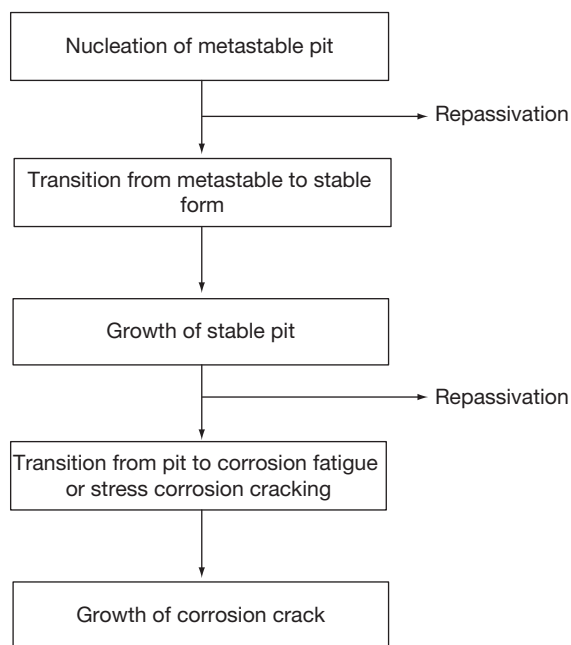 Nucleation of metastable pit
Repassivation
Transition from metastable to stable
form
Growth of stable pit
Repassivation
Transition from pit to corrosion fatigue
or stress corrosion cracking
Growth of corrosion crack